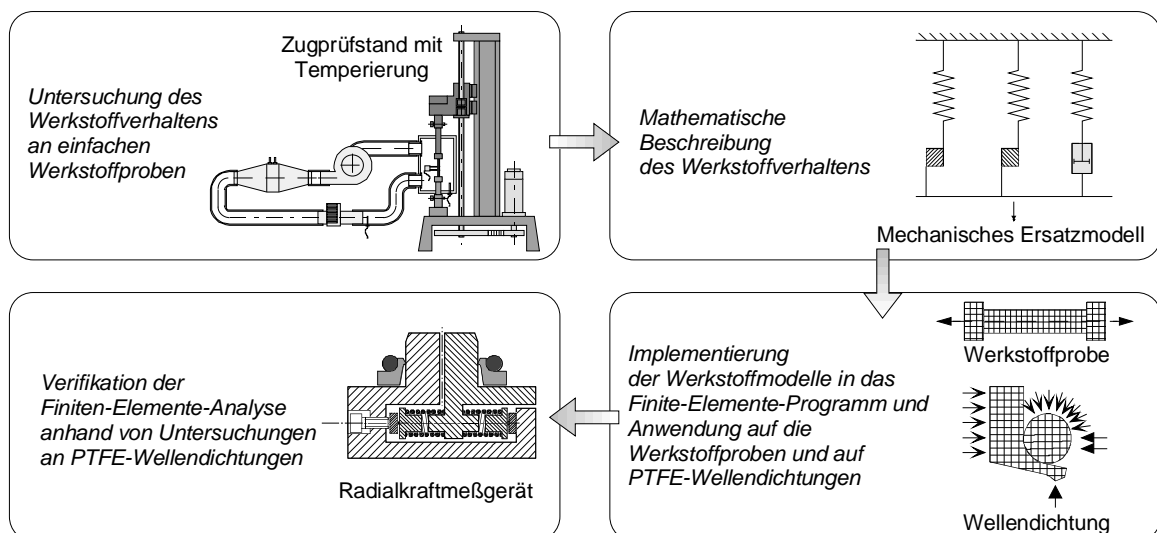 Zugprüfstand mit
Temperierung
Untersuchung des
Werkstoffverhaltens
an einfachen
Werkstoffproben
Mathematische
Beschreibung
des Werkstoffverhaltens
Mechanisches Ersatzmodell
Verifikation der
Finiten-Elemente-Analyse
anhand von Untersuchungen
an PTFE-Wellendichtungen
Radialkraftmeßgerät
Implementierung
der Werkstoffmodelle in das
Finite-Elemente-Programm und
Anwendung auf die
Werkstoffproben und auf
PTFE-Wellendichtungen
Werkstoffprobe
Wellendichtung